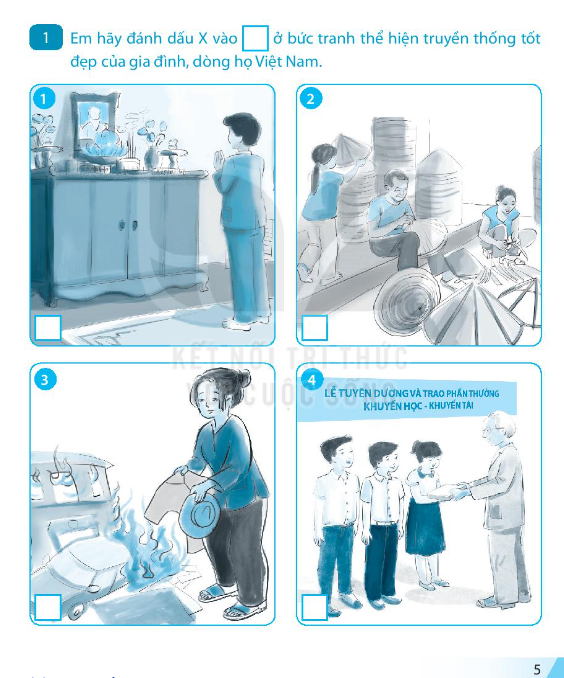 1 Em hãy đánh dấu X vào ở bức tranh thể hiện truyền thống tốt
đẹp của gia đình, dòng họ Việt Nam.
1
2
KẾT NỐI TRI THỨC
VỚI CUỘC SỐNG
3
4
LỄ TUYÊN DƯƠNG VÀ TRAO PHẦN THƯỞNG
KHUYẾN HỌC - KHUYẾN TÀI
5